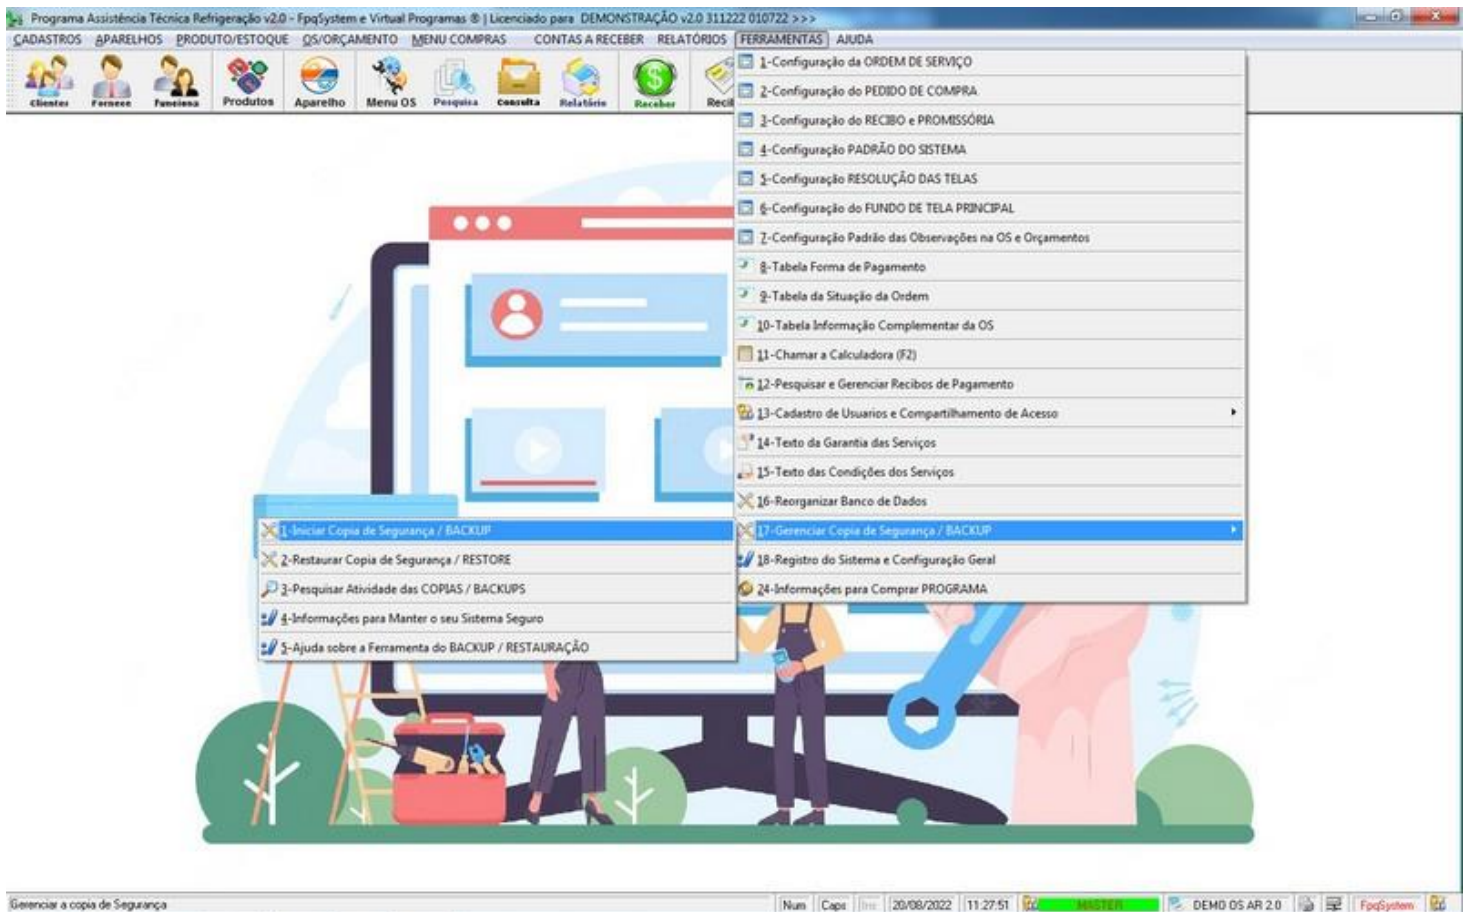 Programa Assistência Técnica Refrigeração v2.0 - FpqSystem e Virtual Programas ® | Licenciado para DEMONSTRAÇÃO v2.0 311222 010722 >>>
CADASTROS APARELHOS PRODUTO/ESTOQUE OS/ORÇAMENTO MENU COMPRAS CONTAS A RECEBER RELATÓRIOS FERRAMENTAS AJUDA
Clientes Fornece Funciona Produtos Aparelho Menu OS Pesquisa Consulta Relatório Receber Recib
1-Configuração da ORDEM DE SERVIÇO
2-Configuração do PEDIDO DE COMPRA
3-Configuração do RECIBO e PROMISSÓRIA
4-Configuração PADRÃO DO SISTEMA
5-Configuração RESOLUÇÃO DAS TELAS
6-Configuração do FUNDO DE TELA PRINCIPAL
7-Configuração Padrão das Observações na OS e Orçamentos
8-Tabela Forma de Pagamento
9-Tabela da Situação da Ordem
10-Tabela Informação Complementar da OS
11-Chamar a Calculadora (F2)
12-Pesquisar e Gerenciar Recibos de Pagamento
13-Cadastro de Usuarios e Compartilhamento de Acesso
14-Texto da Garantia das Serviços
15-Texto das Condições dos Serviços
16-Reorganizar Banco de Dados
17-Gerenciar Copia de Segurança / BACKUP
18-Registro do Sistema e Configuração Geral
24-Informações para Comprar PROGRAMA
1-Iniciar Copia de Segurança / BACKUP
2-Restaurar Copia de Segurança / RESTORE
3-Pesquisar Atividade das COPIAS / BACKUPS
4-Informações para Manter o seu Sistema Seguro
5-Ajuda sobre a Ferramenta do BACKUP / RESTAURAÇÃO
Gerenciar a copia de Segurança Num Caps Ins 20/08/2022 11:27:51 MASTER DEMO OS AR 2.0 FpqSystem